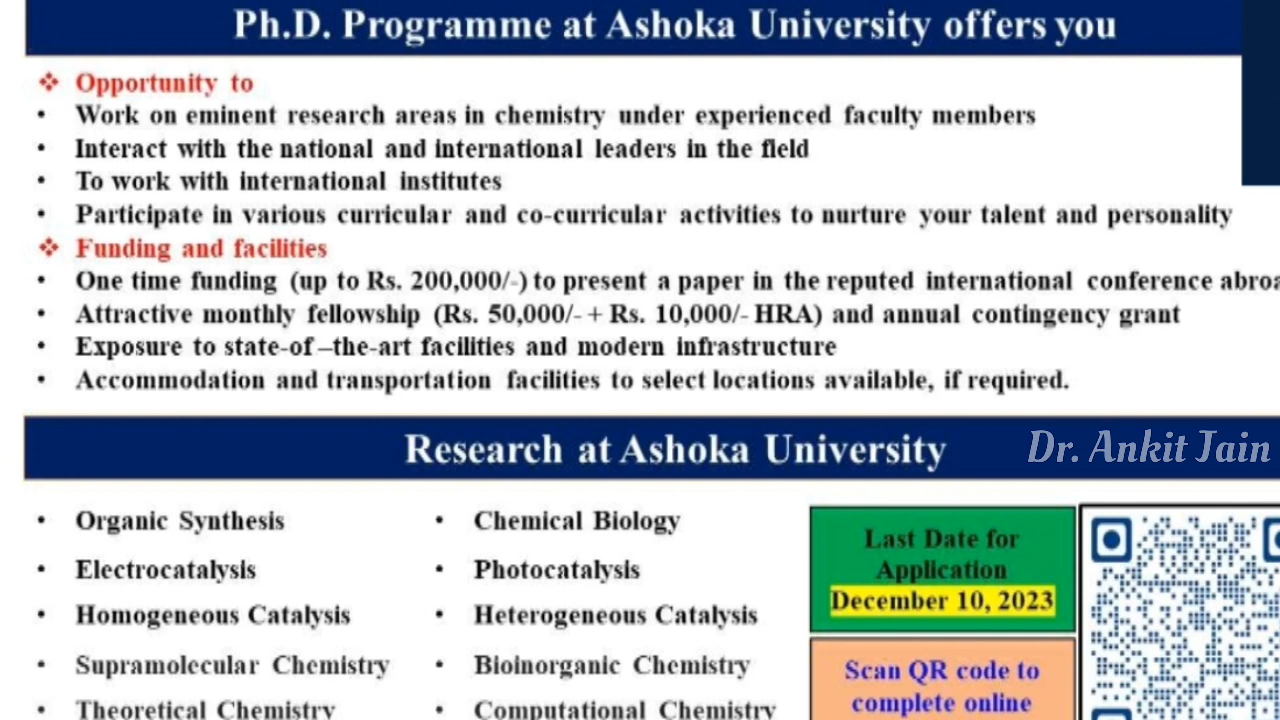 Ph.D. Programme at Ashoka University offers you
❖ Opportunity to
• Work on eminent research areas in chemistry under experienced faculty members
• Interact with the national and international leaders in the field
• To work with international institutes
• Participate in various curricular and co-curricular activities to nurture your talent and personality
❖ Funding and facilities
• One time funding (up to Rs. 200,000/-) to present a paper in the reputed international conference abroa
• Attractive monthly fellowship (Rs. 50,000/- + Rs. 10,000/- HRA) and annual contingency grant
• Exposure to state-of –the-art facilities and modern infrastructure
• Accommodation and transportation facilities to select locations available, if required.
Research at Ashoka University
Dr. Ankit Jain
• Organic Synthesis
• Electrocatalysis
• Homogeneous Catalysis
• Supramolecular Chemistry
• Theoretical Chemistry
• Chemical Biology
• Photocatalysis
• Heterogeneous Catalysis
• Bioinorganic Chemistry
• Computational Chemistry
Last Date for
Application
December 10, 2023
Scan QR code to
complete online